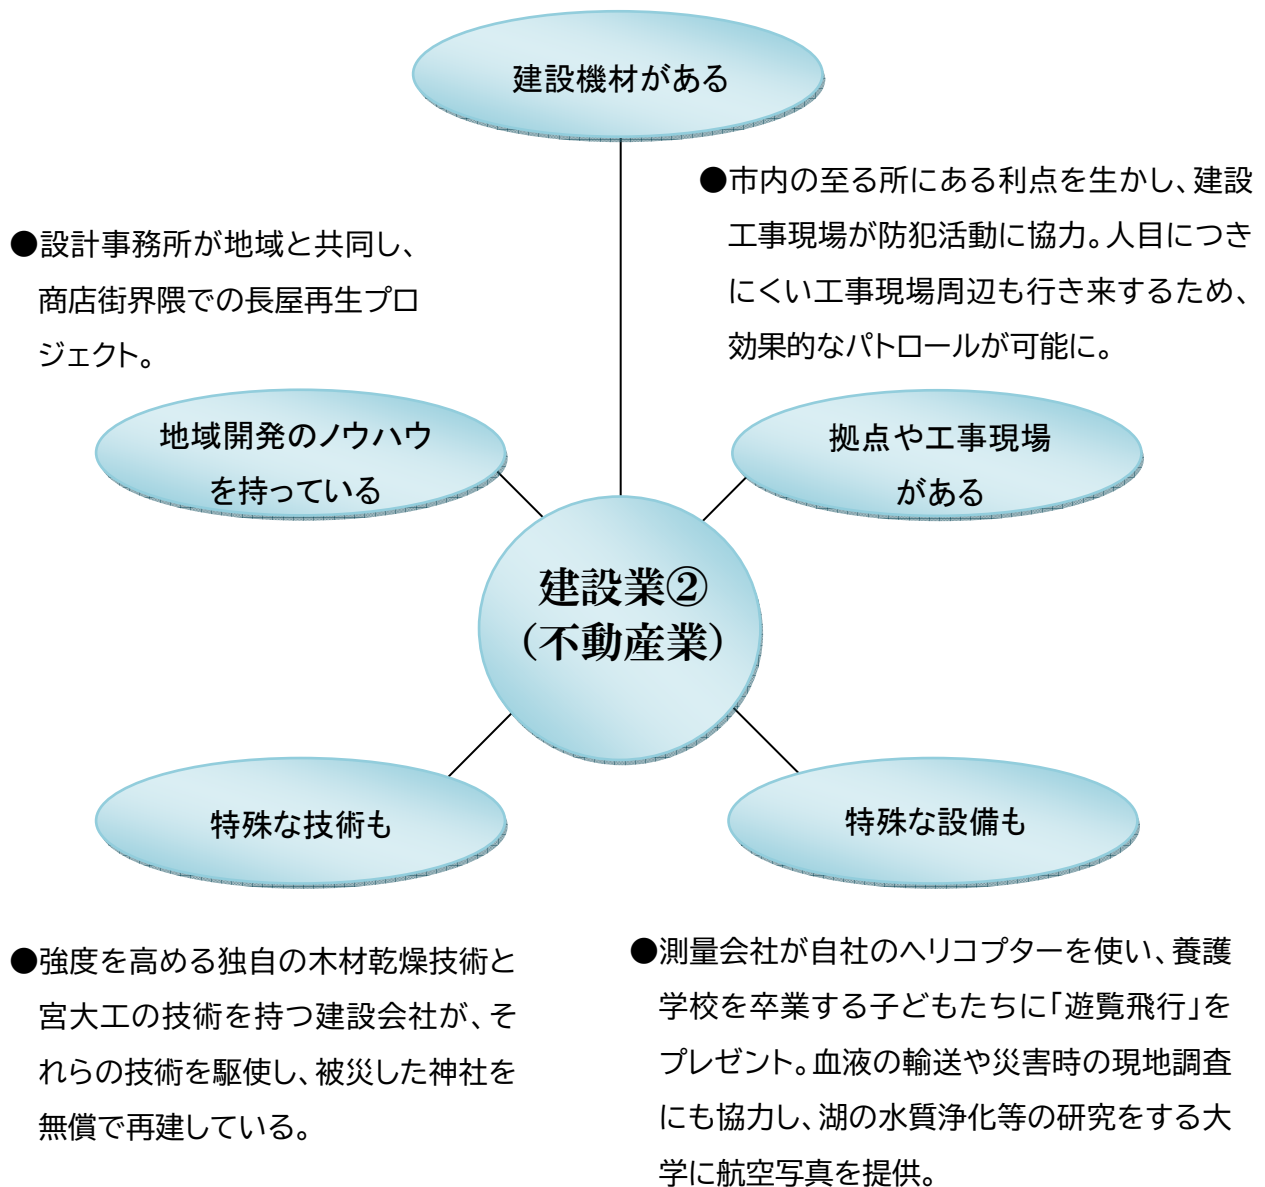 建設機材がある
●市内の至る所にある利点を生かし、建設
工事現場が防犯活動に協力。人目につき
にくい工事現場周辺も行き来するため、
効果的なパトロールが可能に。
●設計事務所が地域と共同し、
商店街界隈での長屋再生プロ
ジェクト。
地域開発のノウハウ
を持っている
拠点や工事現場
がある
建設業②
（不動産業）
特殊な技術も
特殊な設備も
●強度を高める独自の木材乾燥技術と
宮大工の技術を持つ建設会社が、そ
れらの技術を駆使し、被災した神社を
無償で再建している。
●測量会社が自社のヘリコプターを使い、養護
学校を卒業する子どもたちに「遊覧飛行」を
プレゼント。血液の輸送や災害時の現地調査
にも協力し、湖の水質浄化等の研究をする大
学に航空写真を提供。